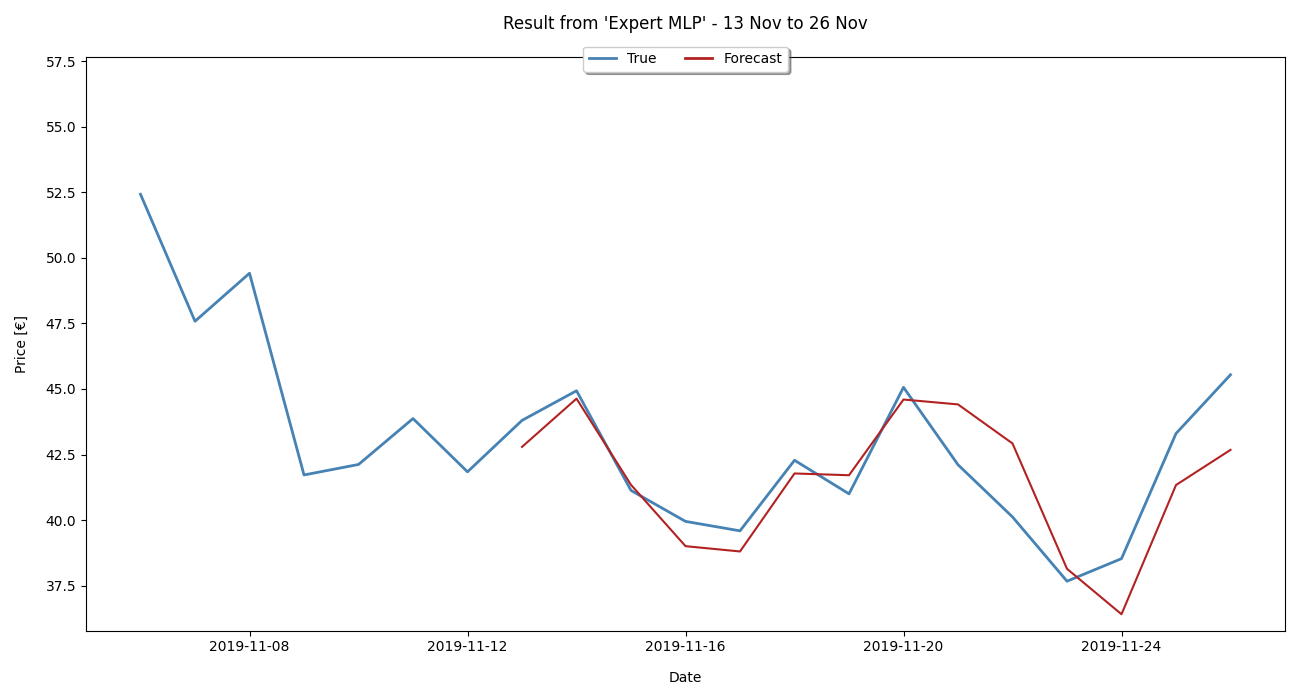 Result from 'Expert MLP' - 13 Nov to 26 Nov
True Forecast
57.5
55.0
52.5
50.0
47.5
45.0
42.5
40.0
37.5
Price [€]
2019-11-08 2019-11-12 2019-11-16 2019-11-20 2019-11-24
Date